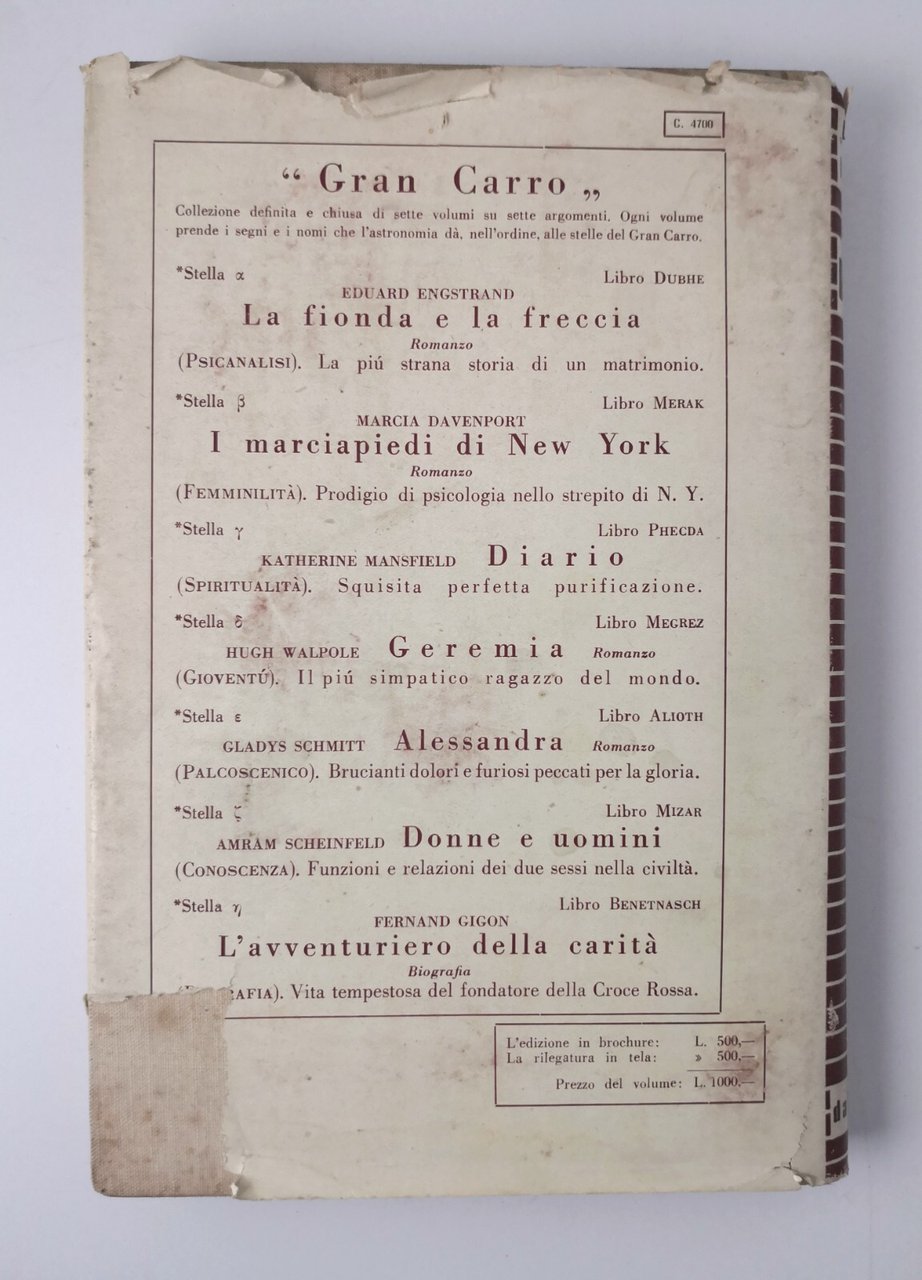 C. 4700
“ Gran Carro „
Collezione definita e chiusa di sette volumi su sette argomenti. Ogni volume
prende i segni e i nomi che l'astronomia dà, nell'ordine, alle stelle del Gran Carro.
*Stella α Libro DUBHE
EDUARD ENGSTRAND
La fionda e la freccia
Romanzo
(PSICANALISI). La piú strana storia di un matrimonio.
*Stella β Libro MERAK
MARCIA DAVENPORT
I marciapiedi di New York
Romanzo
(FEMMINILITÀ). Prodigio di psicologia nello strepito di N. Y.
*Stella γ Libro PHECDA
KATHERINE MANSFIELD Diario
(SPIRITUALITÀ). Squisita perfetta purificazione.
*Stella δ Libro MEGREZ
HUGH WALPOLE Geremia Romanzo
(GIOVENTÚ). Il piú simpatico ragazzo del mondo.
*Stella ε Libro ALIOTH
GLADYS SCHMITT Alessandra Romanzo
(PALCOSCENICO). Brucianti dolori e furiosi peccati per la gloria.
*Stella ζ Libro MIZAR
AMRAM SCHEINFELD Donne e uomini
(CONOSCENZA). Funzioni e relazioni dei due sessi nella civiltà.
*Stella η Libro BENETNASCH
FERNAND GIGON
L'avventuriero della carità
Biografia
AFIA). Vita tempestosa del fondatore della Croce Rossa.
L'edizione in brochure: L. 500,—
La rilegatura in tela: » 500,—
Prezzo del volume: L. 1000,—
da